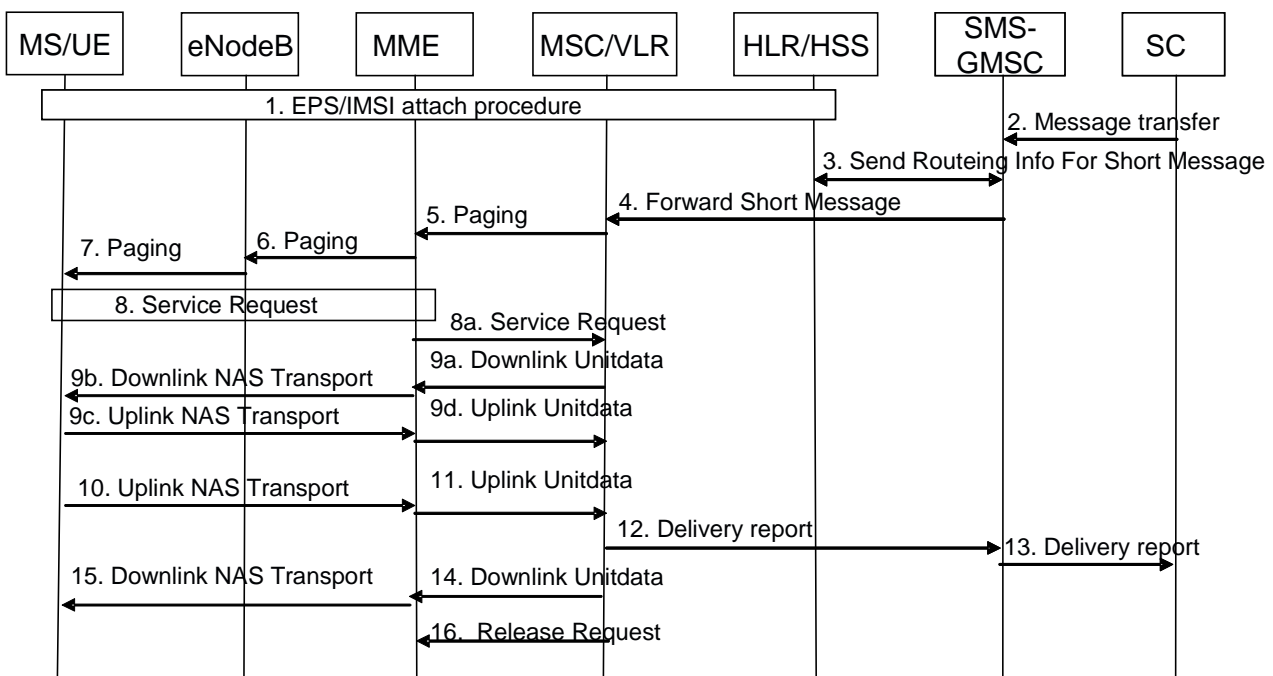 MS/UE
eNodeB
MME
MSC/VLR
HLR/HSS
SMS-
GMSC
SC
1. EPS/IMSI attach procedure
2. Message transfer
3. Send Routeing Info For Short Message
4. Forward Short Message
5. Paging
6. Paging
7. Paging
8. Service Request
8a. Service Request
9a. Downlink Unitdata
9b. Downlink NAS Transport
9c. Uplink NAS Transport
9d. Uplink Unitdata
10. Uplink NAS Transport
11. Uplink Unitdata
12. Delivery report
13. Delivery report
15. Downlink NAS Transport
14. Downlink Unitdata
16. Release Request